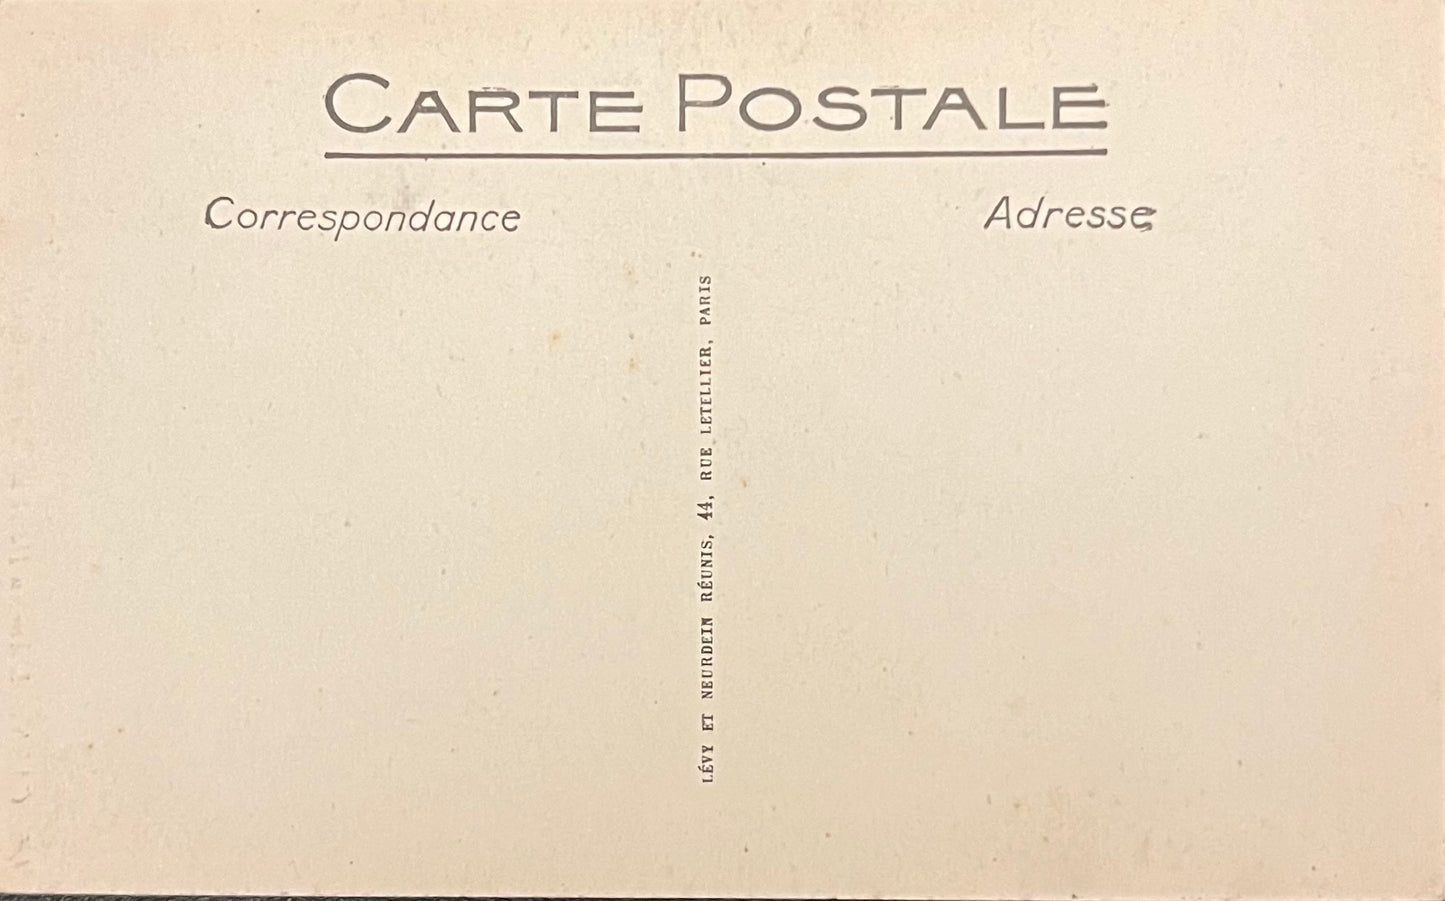 CARTE POSTALE
Correspondance
Adresse
LÉVY ET NEURDEIN RÉUNIS, 44, RUE LETELLIER, PARIS